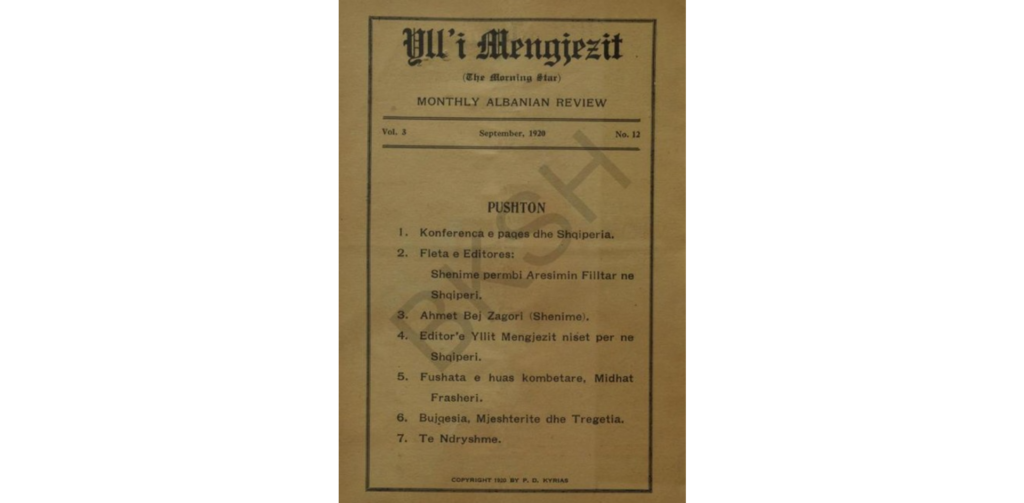 Yll'i Mengjezit
(The Morning Star)
MONTHLY ALBANIAN REVIEW
Vol. 3 September, 1920 No. 12
PUSHTON
1. Konferenca e paqes dhe Shqiperia.
2. Fleta e Editores:
Shenime permbi Aresimin Filltar ne
Shqiperi.
3. Ahmet Bej Zagori (Shenime).
4. Editor'e Yllit Mengjezit niset per ne
Shqiperi.
5. Fushata e huas kombetare, Midhat
Frasheri.
6. Bujqesia, Mjeshterite dhe Tregetia.
7. Te Ndryshme.
COPYRIGHT 1920 BY P. D. KYRIAS
BKSH